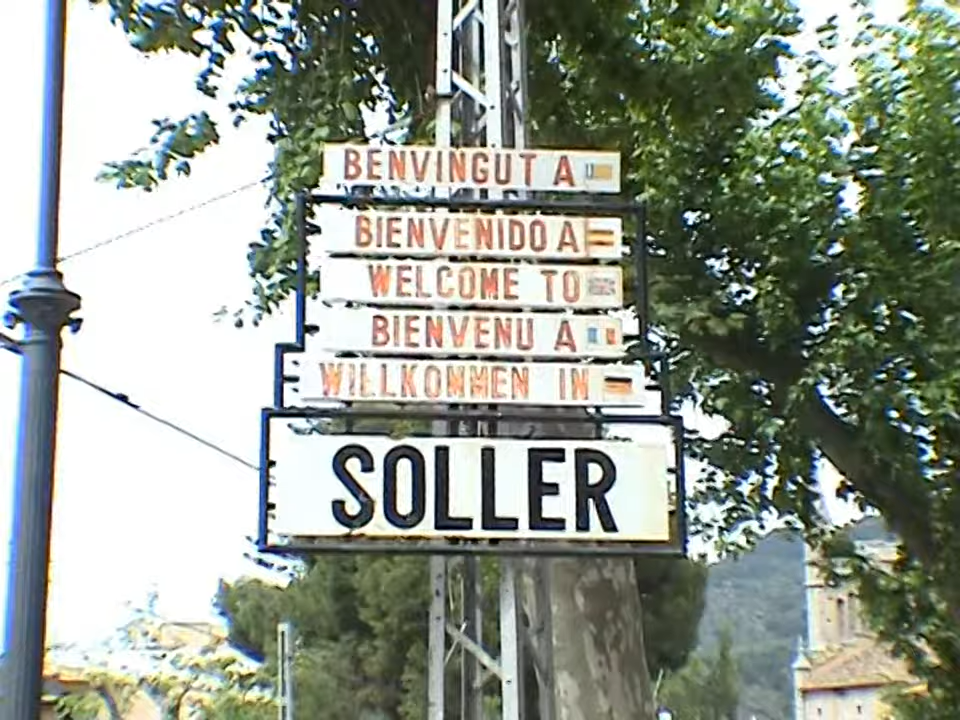 BENVINGUT A
BIENVENIDO A
WELCOME TO
BIENVENU A
WILLKOMMEN IN
SOLLER